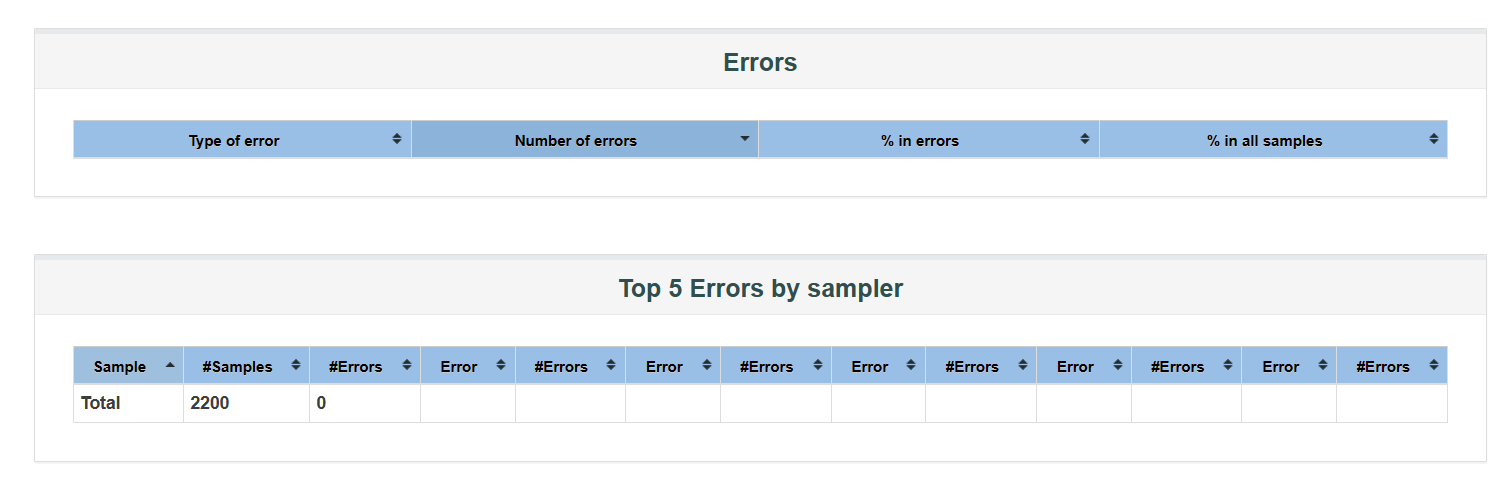 Errors
Type of error Number of errors % in errors % in all samples
Top 5 Errors by sampler
Sample #Samples #Errors Error #Errors Error #Errors Error #Errors Error #Errors Error #Errors
Total 2200 0